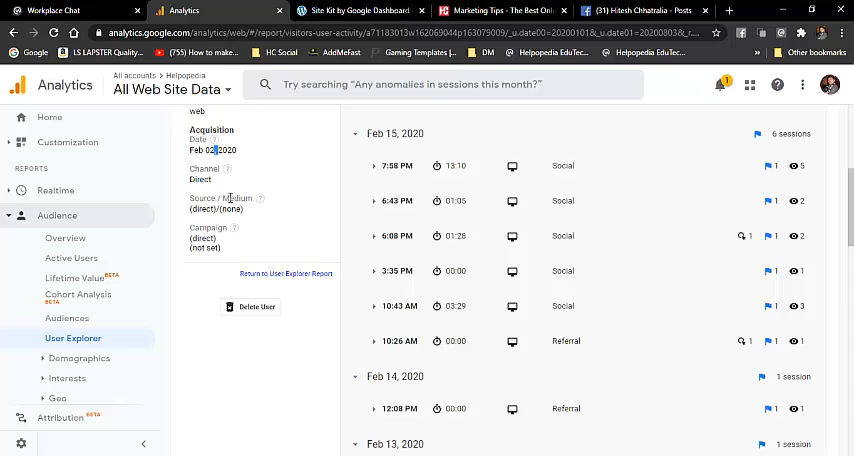 Workplace Chat
Analytics
Site Kit by Google Dashboard
Marketing Tips - The Best Onl
(31) Hitesh Chhatralia - Posts
analytics.google.com/analytics/web/#/report/visitors-user-activity/a71183013w162069044p163079009/_u.date00=20200101&_u.date01=20200803&_r....
Google
LS LAPSTER Quality...
(755) How to make...
HC Social
AddMeFast
Gaming Templates |...
DM
Helpopedia EduTec...
Helpopedia EduTec...
»
Other bookmarks
Analytics
All accounts > Helpopedia
All Web Site Data
Try searching “Any anomalies in sessions this month?”
1
Home
Customization
REPORTS
Realtime
Audience
Overview
Active Users
Lifetime Value BETA
Cohort Analysis
BETA
Audiences
User Explorer
Demographics
Interests
Geo
Attribution BETA
web
Acquisition
Date ?
Feb 02, 2020
Channel ?
Direct
Source / Medium ?
(direct)/(none)
Campaign ?
(direct)
(not set)
Return to User Explorer Report
Delete User
Feb 15, 2020 6 sessions
7:58 PM 13:10 Social 1 5
6:43 PM 01:05 Social 1 2
6:08 PM 01:28 Social 1 1 2
3:35 PM 00:00 Social 1 1
10:43 AM 03:29 Social 1 3
10:26 AM 00:00 Referral 1 1 1
Feb 14, 2020 1 session
12:08 PM 00:00 Referral 1 1
Feb 13, 2020 1 session